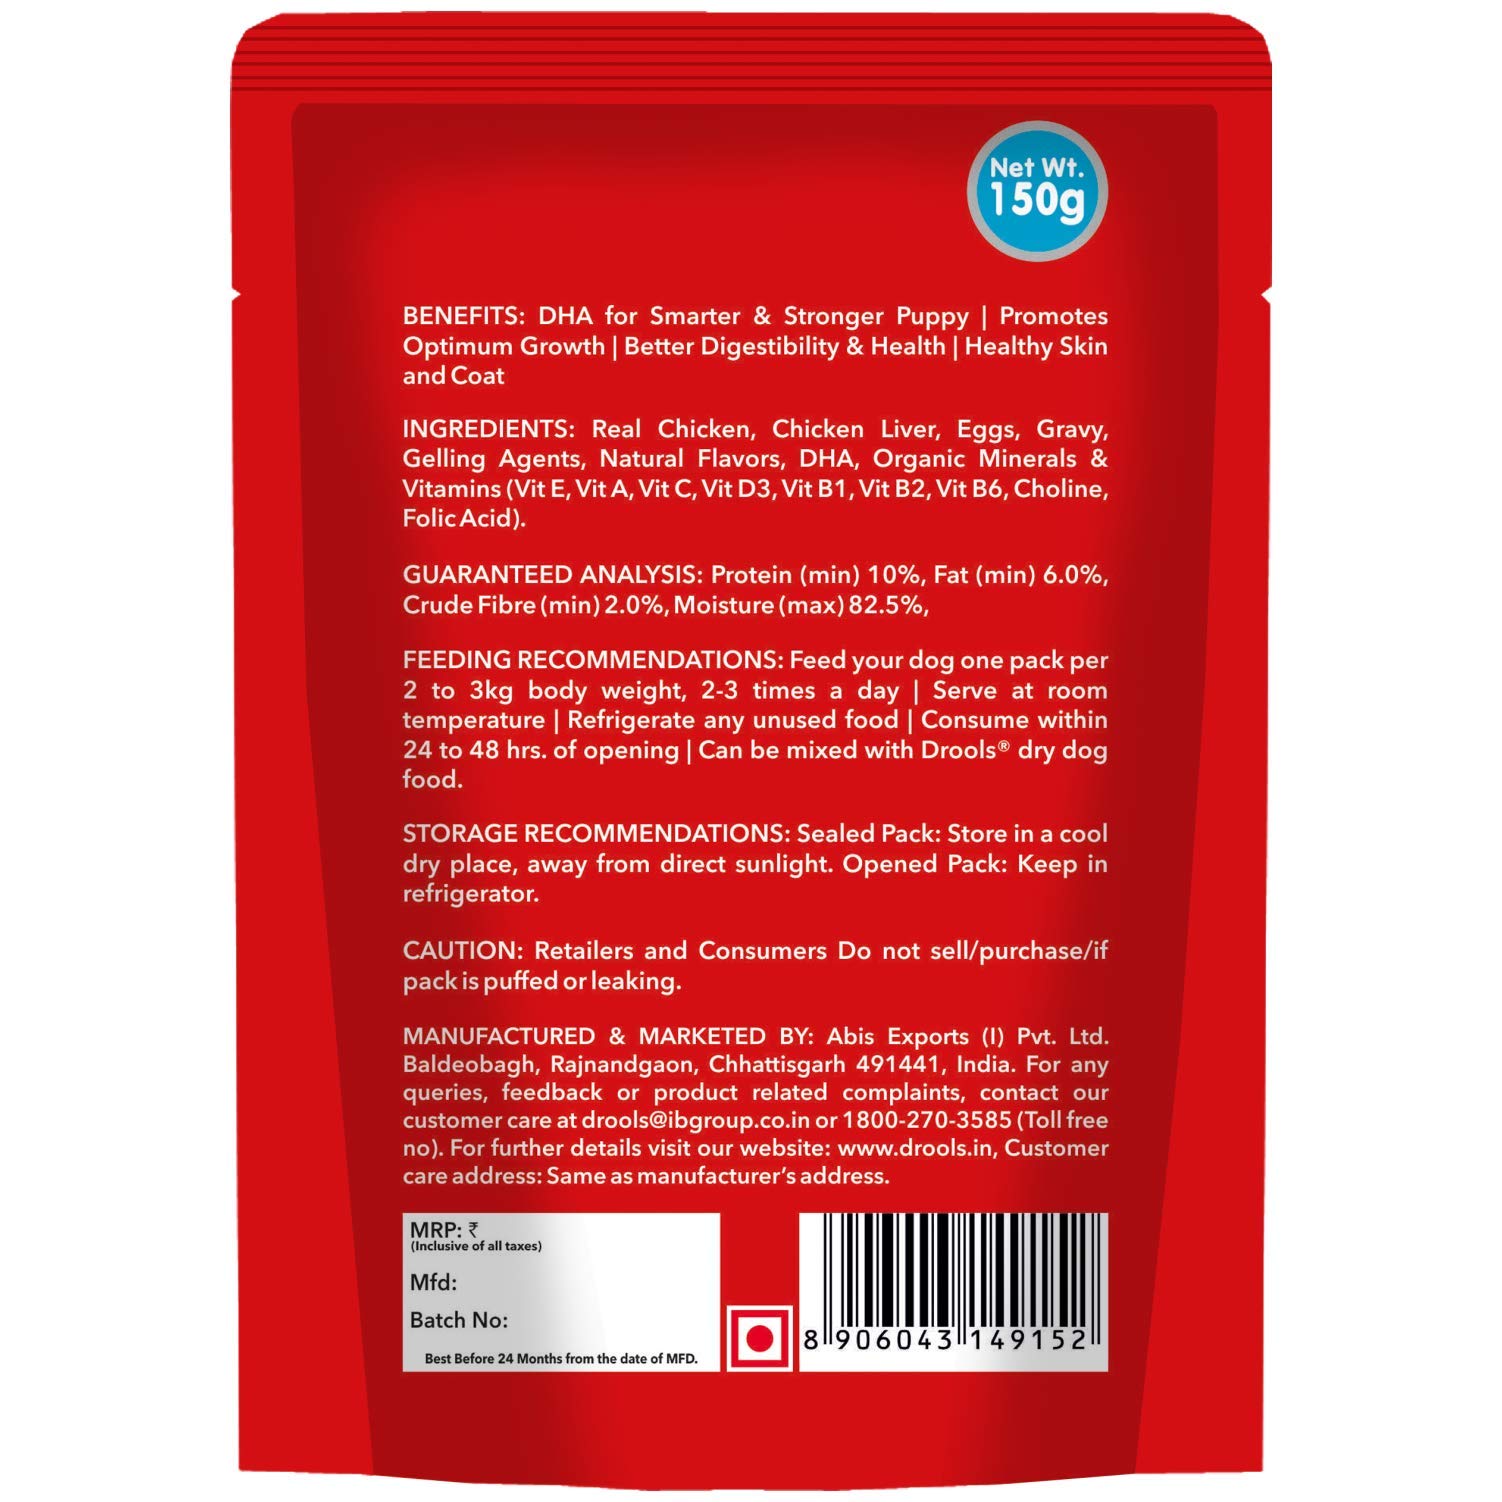 Net Wt.
150g
BENEFITS: DHA for Smarter & Stronger Puppy | Promotes
Optimum Growth | Better Digestibility & Health | Healthy Skin
and Coat
INGREDIENTS: Real Chicken, Chicken Liver, Eggs, Gravy,
Gelling Agents, Natural Flavors, DHA, Organic Minerals &
Vitamins (Vit E, Vit A, Vit C, Vit D3, Vit B1, Vit B2, Vit B6, Choline,
Folic Acid).
GUARANTEED ANALYSIS: Protein (min) 10%, Fat (min) 6.0%,
Crude Fibre (min) 2.0%, Moisture (max) 82.5%,
FEEDING RECOMMENDATIONS: Feed your dog one pack per
2 to 3kg body weight, 2-3 times a day | Serve at room
temperature | Refrigerate any unused food | Consume within
24 to 48 hrs. of opening | Can be mixed with Drools® dry dog
food.
STORAGE RECOMMENDATIONS: Sealed Pack: Store in a cool
dry place, away from direct sunlight. Opened Pack: Keep in
refrigerator.
CAUTION: Retailers and Consumers Do not sell/purchase/if
pack is puffed or leaking.
MANUFACTURED & MARKETED BY: Abis Exports (I) Pvt. Ltd.
Baldeobagh, Rajnandgaon, Chhattisgarh 491441, India. For any
queries, feedback or product related complaints, contact our
customer care at drools@ibgroup.co.in or 1800-270-3585 (Toll free
no). For further details visit our website: www.drools.in, Customer
care address: Same as manufacturer's address.
MRP: ₹
(Inclusive of all taxes)
Mfd:
Batch No:
Best Before 24 Months from the date of MFD.
8 906043 149152